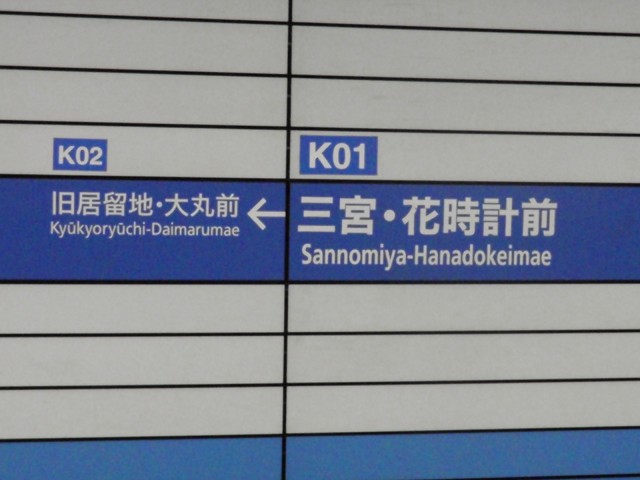 K02
旧居留地・大丸前
Kyūkyoryūchi-Daimarumae
←
K01
三宮・花時計前
Sannomiya-Hanadokeimae